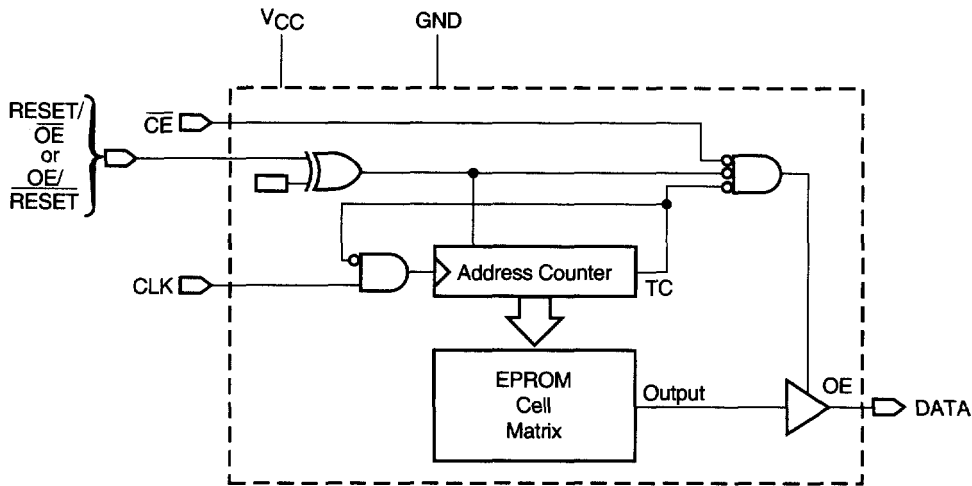 VCC
GND
RESET/
OE
or
OE/
RESET
CE
CLK
Address Counter
TC
EPROM
Cell
Matrix
Output
OE
DATA